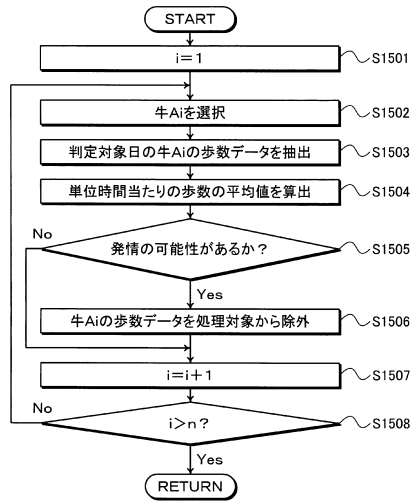 START
i=1
S1501
牛Aiを選択
S1502
判定対象日の牛Aiの歩数データを抽出
S1503
単位時間当たりの歩数の平均値を算出
S1504
No
発情の可能性があるか？
S1505
Yes
牛Aiの歩数データを処理対象から除外
S1506
i=i+1
S1507
No
i>n？
S1508
Yes
RETURN